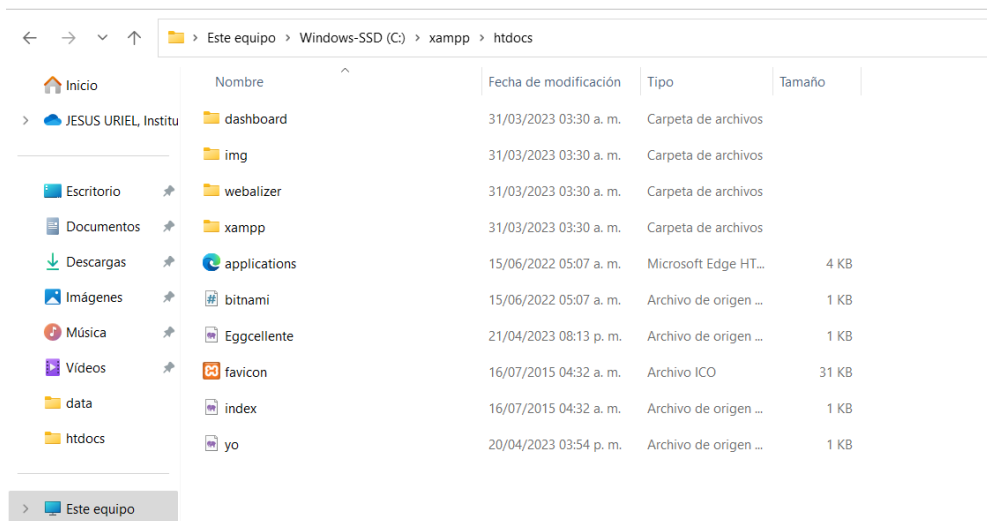 Este equipo > Windows-SSD (C:) > xampp > htdocs
Inicio
JESUS URIEL, Institu
Escritorio
Documentos
Descargas
Imágenes
Música
Vídeos
data
htdocs
Este equipo
Nombre Fecha de modificación Tipo Tamaño
dashboard 31/03/2023 03:30 a. m. Carpeta de archivos
img 31/03/2023 03:30 a. m. Carpeta de archivos
webalizer 31/03/2023 03:30 a. m. Carpeta de archivos
xampp 31/03/2023 03:30 a. m. Carpeta de archivos
applications 15/06/2022 05:07 a. m. Microsoft Edge HT... 4 KB
bitnami 15/06/2022 05:07 a. m. Archivo de origen ... 1 KB
Eggcellente 21/04/2023 08:13 p. m. Archivo de origen ... 1 KB
favicon 16/07/2015 04:32 a. m. Archivo ICO 31 KB
index 16/07/2015 04:32 a. m. Archivo de origen ... 1 KB
yo 20/04/2023 03:54 p. m. Archivo de origen ... 1 KB